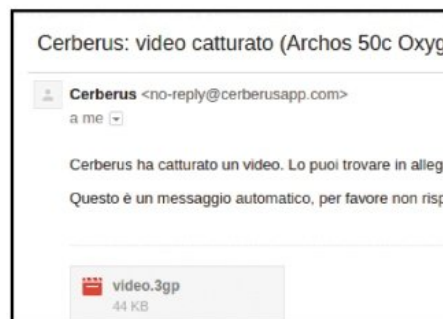 Cerberus: video catturato (Archos 50c Oxyg
Cerberus <no-reply@cerberusapp.com>
a me
Cerberus ha catturato un video. Lo puoi trovare in alleg
Questo è un messaggio automatico, per favore non risp
video.3gp
44 KB